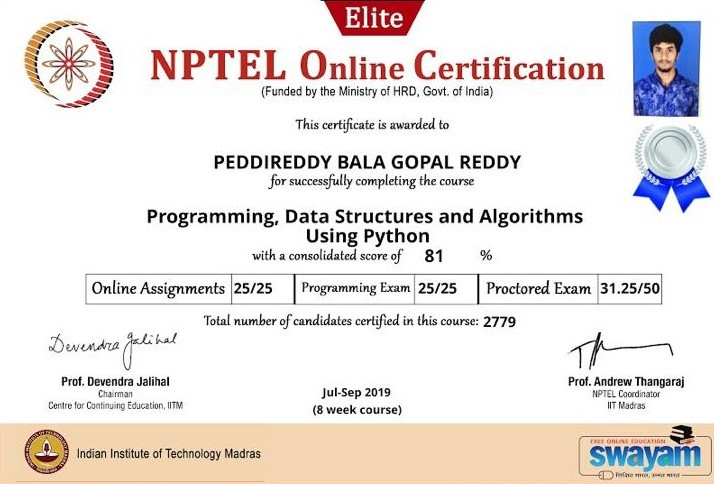 Elite
NPTEL Online Certification
(Funded by the Ministry of HRD, Govt. of India)
This certificate is awarded to
PEDDIREDDY BALA GOPAL REDDY
for successfully completing the course
Programming, Data Structures and Algorithms
Using Python
with a consolidated score of 81 %
Online Assignments 25/25 Programming Exam 25/25 Proctored Exam 31.25/50
Total number of candidates certified in this course: 2779
Devendra Jalihal
Prof. Devendra Jalihal
Chairman
Centre for Continuing Education, IITM
Jul-Sep 2019
(8 week course)
Prof. Andrew Thangaraj
NPTEL Coordinator
IIT Madras
Indian Institute of Technology Madras
FREE ONLINE EDUCATION
swayam
शिक्षित भारत, उन्नत भारत